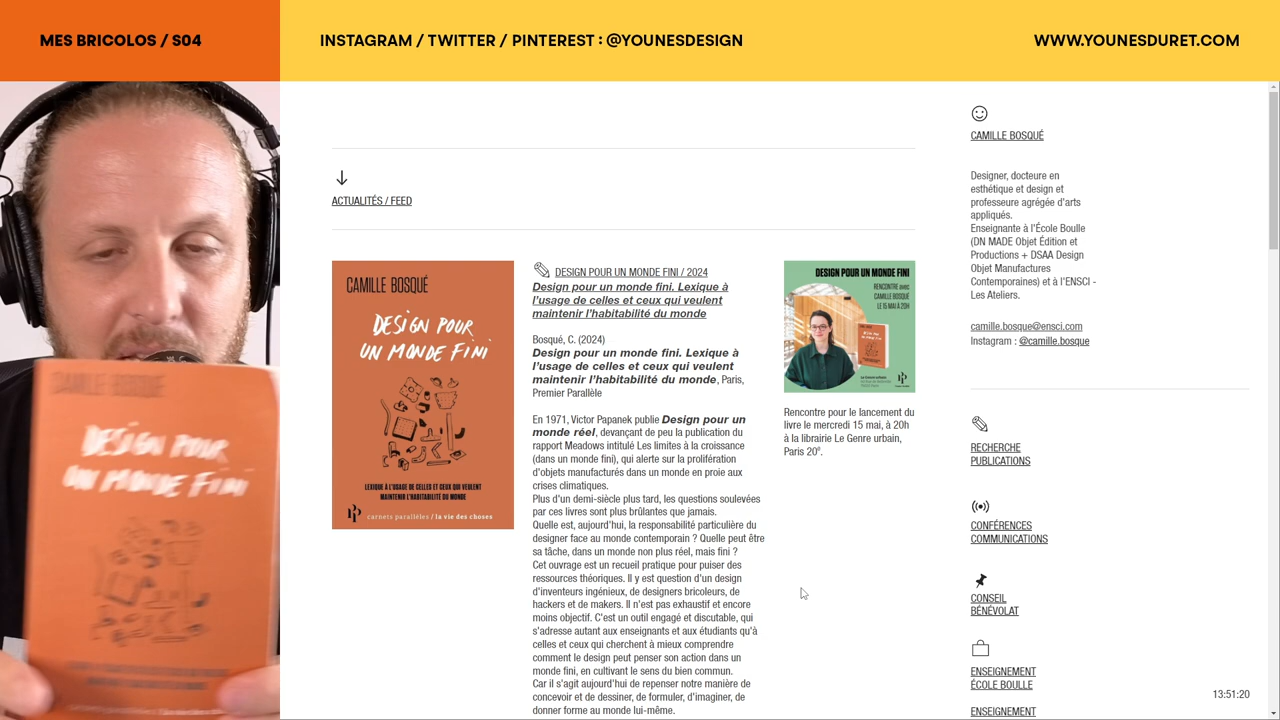 MES BRICOLOS / S04
INSTAGRAM / TWITTER / PINTEREST : @YOUNESDESIGN
WWW.YOUNESDURET.COM
CAMILLE BOSQUÉ
DESIGN POUR
UN MONDE FINI
ACTUALITÉS / FEED
CAMILLE BOSQUÉ
DESIGN POUR
UN MONDE FINI
LEXIQUE À L'USAGE DE CELLES ET CEUX QUI VEULENT
MAINTENIR L'HABITABILITÉ DU MONDE
carnets parallèles / la vie des choses
DESIGN POUR UN MONDE FINI / 2024
Design pour un monde fini. Lexique à
l'usage de celles et ceux qui veulent
maintenir l'habitabilité du monde
Bosqué, C. (2024)
Design pour un monde fini. Lexique à
l'usage de celles et ceux qui veulent
maintenir l'habitabilité du monde, Paris,
Premier Parallèle
En 1971, Victor Papanek publie Design pour un
monde réel, devançant de peu la publication du
rapport Meadows intitulé Les limites à la croissance
(dans un monde fini), qui alerte sur la prolifération
d'objets manufacturés dans un monde en proie aux
crises climatiques.
Plus d'un demi-siècle plus tard, les questions soulevées
par ces livres sont plus brûlantes que jamais.
Quelle est, aujourd'hui, la responsabilité particulière du
designer face au monde contemporain ? Quelle peut être
sa tâche, dans un monde non plus réel, mais fini ?
Cet ouvrage est un recueil pratique pour puiser des
ressources théoriques. Il y est question d'un design
d'inventeurs ingénieux, de designers bricoleurs, de
hackers et de makers. Il n'est pas exhaustif et encore
moins objectif. C'est un outil engagé et discutable, qui
s'adresse autant aux enseignants et aux étudiants qu'à
celles et ceux qui cherchent à mieux comprendre
comment le design peut penser son action dans un
monde fini, en cultivant le sens du bien commun.
Car il s'agit aujourd'hui de repenser notre manière de
concevoir et de dessiner, de formuler, d'imaginer, de
donner forme au monde lui-même.
DESIGN POUR UN MONDE FINI
RENCONTRE avec
CAMILLE BOSQUÉ
LE 15 MAI À 20H
Rencontre pour le lancement du
livre le mercredi 15 mai, à 20h
à la librairie Le Genre urbain,
Paris 20e.
CAMILLE BOSQUÉ
Designer, docteure en
esthétique et design et
professeure agrégée d'arts
appliqués.
Enseignante à l'École Boulle
(DN MADE Objet Édition et
Productions + DSAA Design
Objet Manufactures
Contemporaines) et à l'ENSCI -
Les Ateliers.
camille.bosque@ensci.com
Instagram : @camille.bosque
RECHERCHE
PUBLICATIONS
CONFÉRENCES
COMMUNICATIONS
CONSEIL
BÉNÉVOLAT
ENSEIGNEMENT
ÉCOLE BOULLE
ENSEIGNEMENT
13:51:20